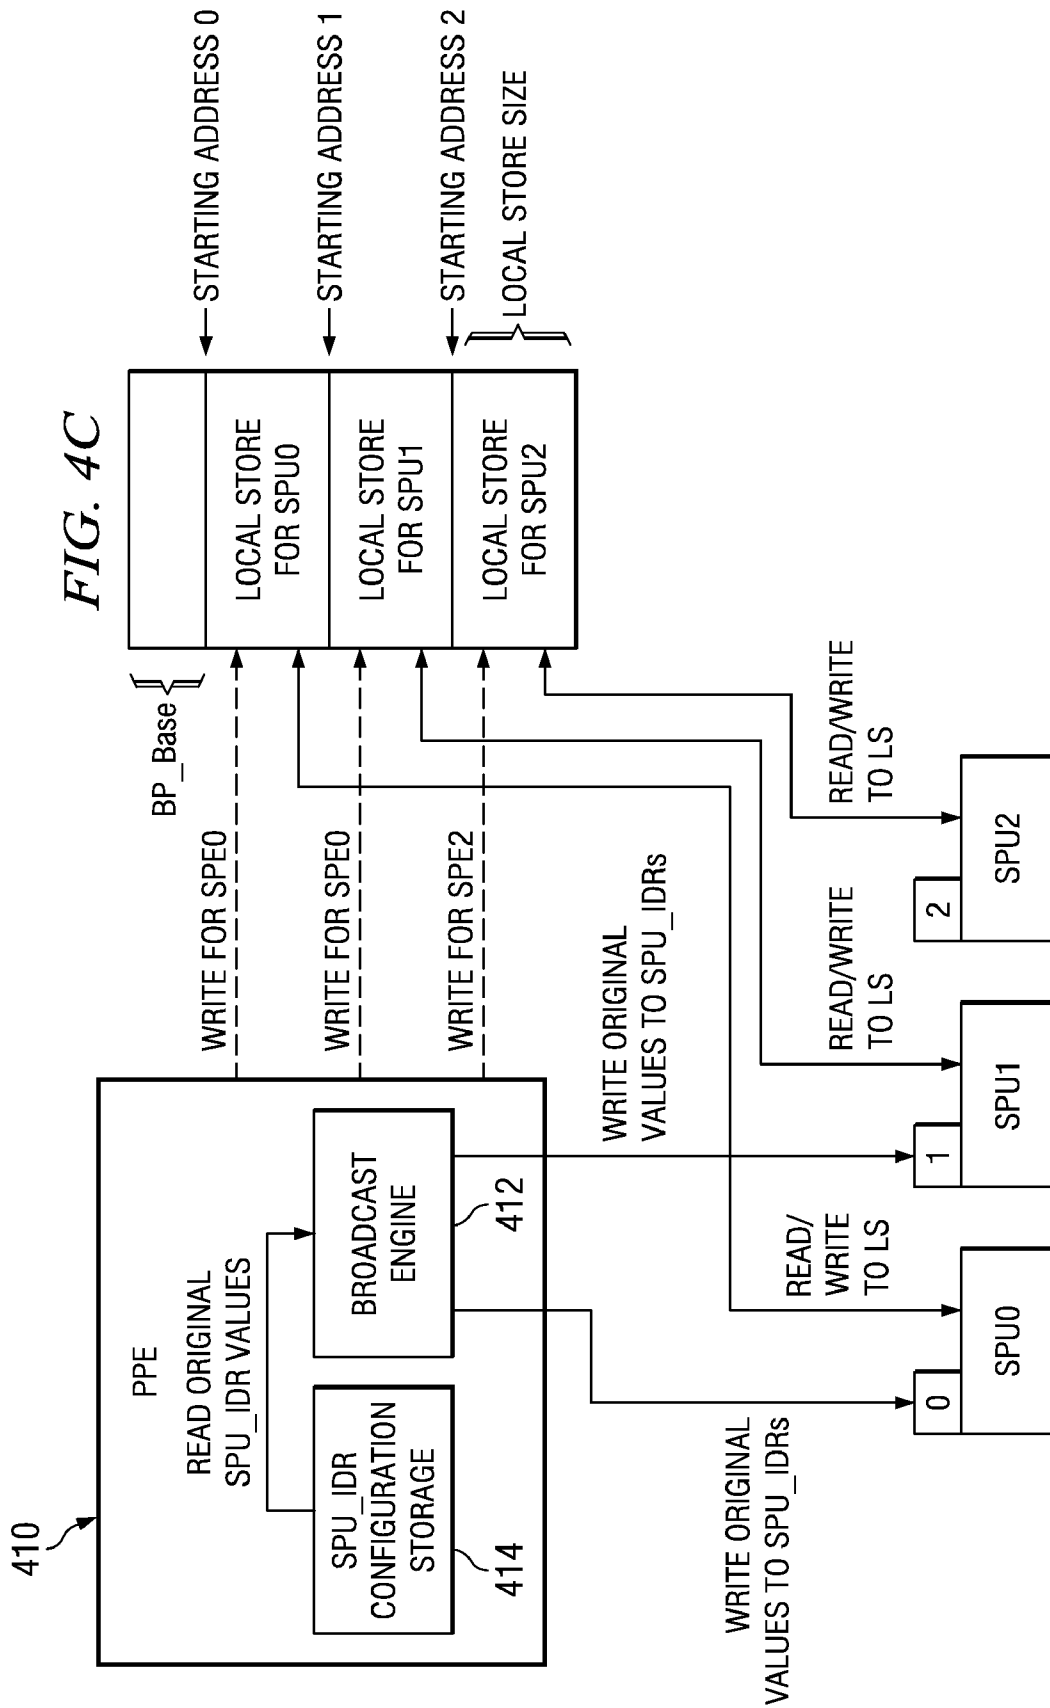 FIG. 4C
410
PPE
READ ORIGINAL
SPU_IDR VALUES
SPU_IDR
CONFIGURATION
STORAGE
414
BROADCAST
ENGINE
412
WRITE FOR SPE0
WRITE FOR SPE0
WRITE FOR SPE2
BP_Base
LOCAL STORE
FOR SPU0
LOCAL STORE
FOR SPU1
LOCAL STORE
FOR SPU2
STARTING ADDRESS 0
STARTING ADDRESS 1
STARTING ADDRESS 2
LOCAL STORE SIZE
WRITE ORIGINAL
VALUES TO SPU_IDRs
WRITE ORIGINAL
VALUES TO SPU_IDRs
READ/
WRITE
TO LS
READ/WRITE
TO LS
READ/WRITE
TO LS
0
SPU0
1
SPU1
2
SPU2